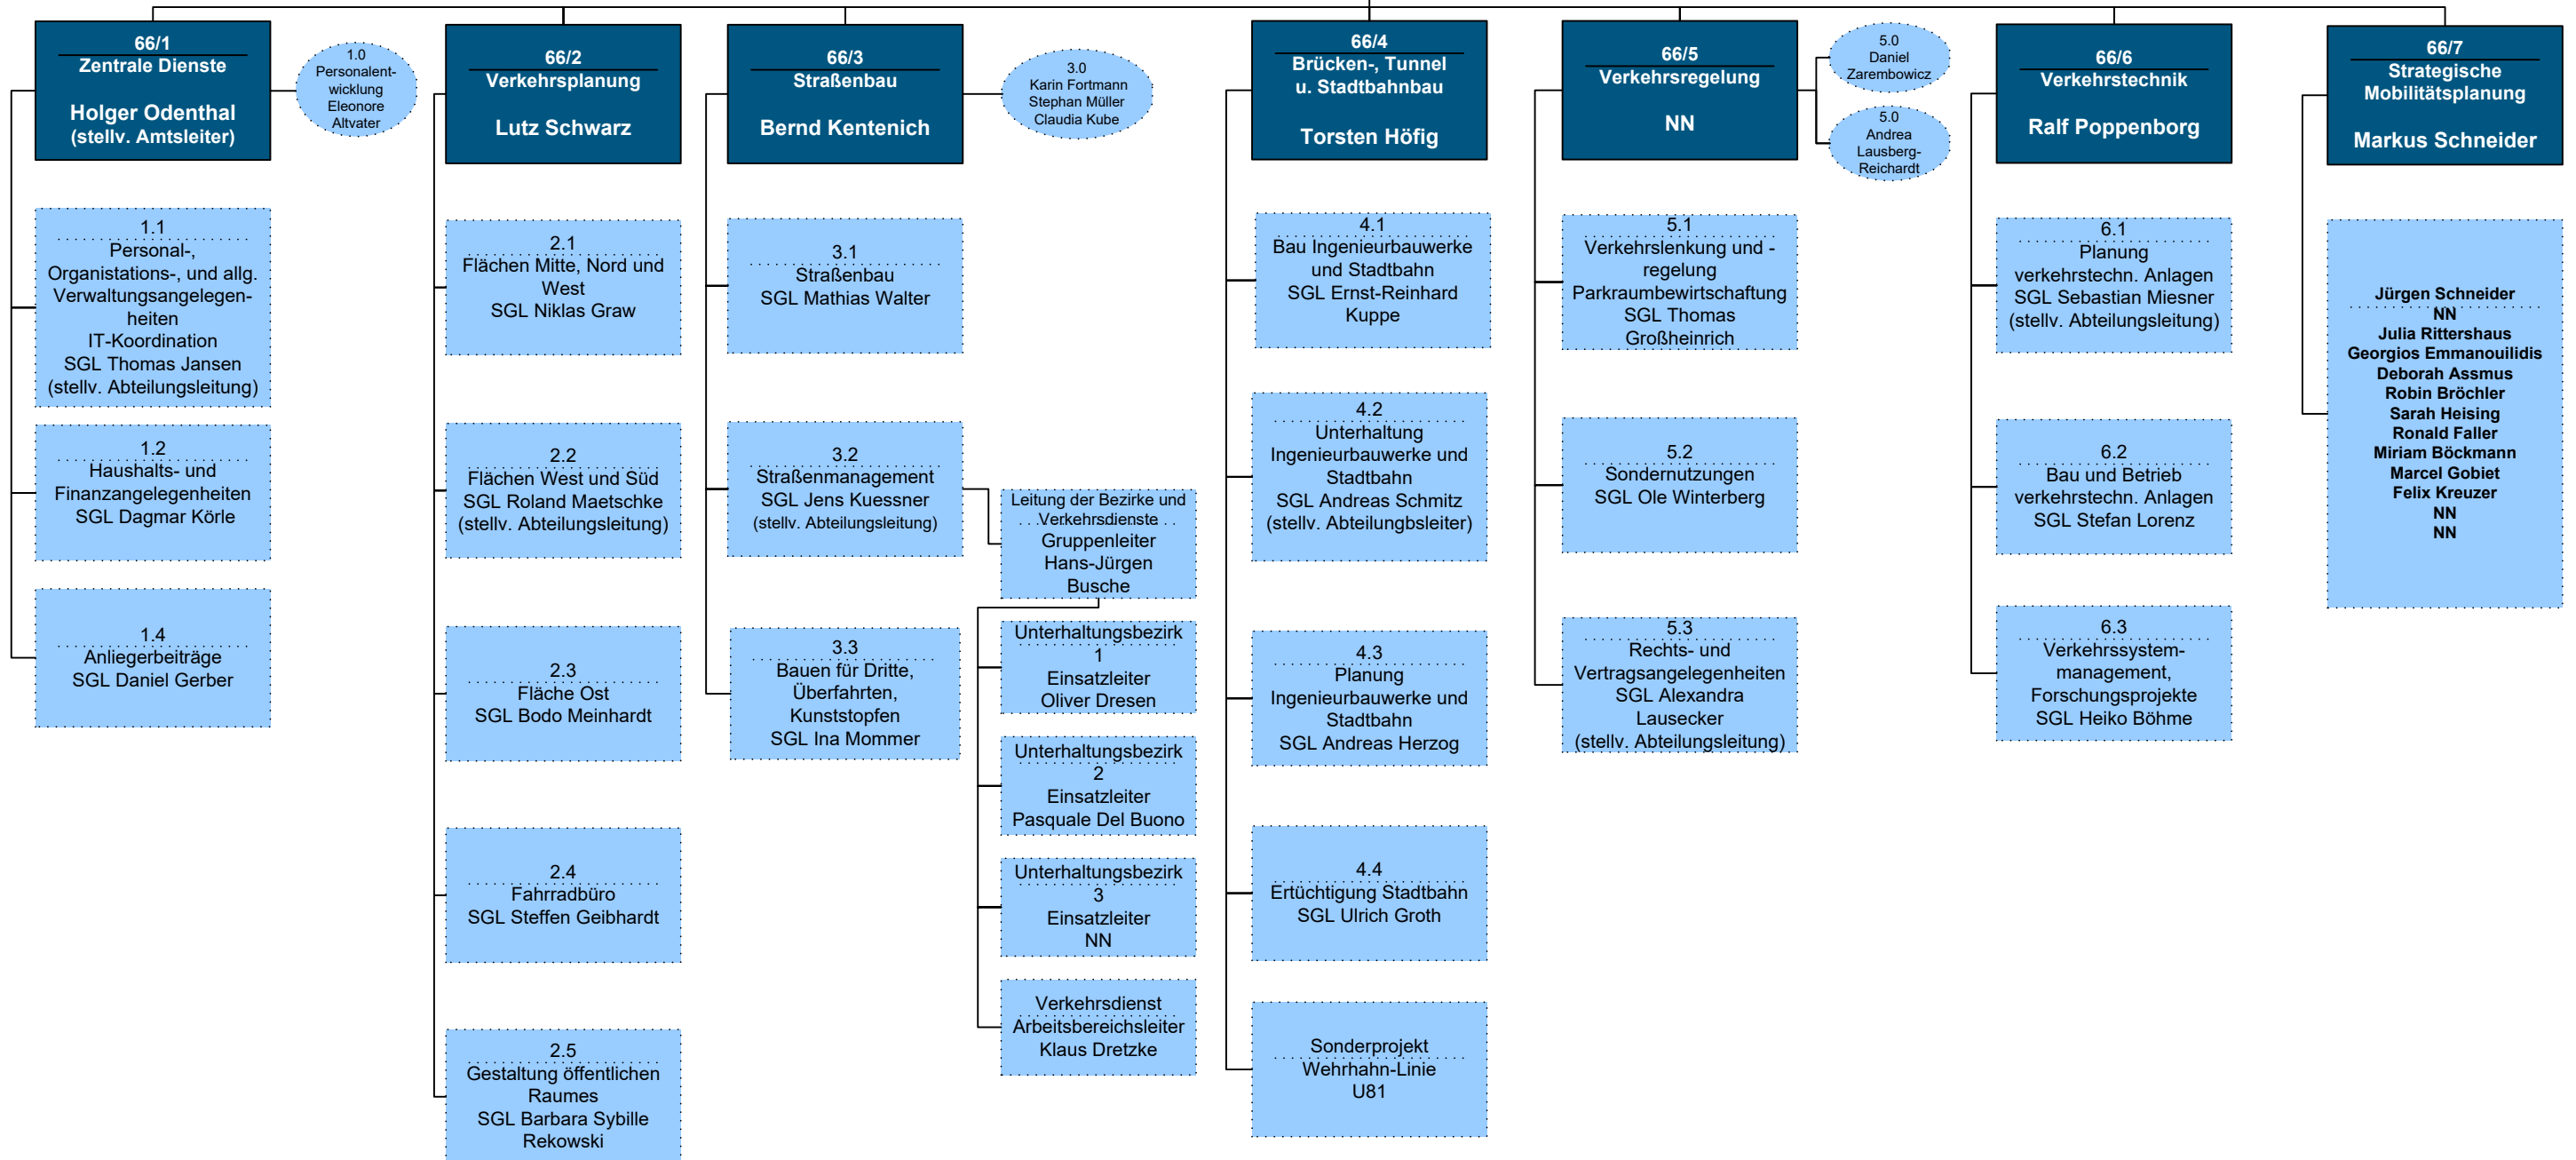 66/1
Zentrale Dienste
Holger Odenthal
(stellv. Amtsleiter)
1.0
Personalent-
wicklung
Eleonore
Altvater
1.1
Personal-,
Organistations-, und allg.
Verwaltungsangelegen-
heiten
IT-Koordination
SGL Thomas Jansen
(stellv. Abteilungsleitung)
1.2
Haushalts- und
Finanzangelegenheiten
SGL Dagmar Körle
1.4
Anliegerbeiträge
SGL Daniel Gerber
66/2
Verkehrsplanung
Lutz Schwarz
2.1
Flächen Mitte, Nord und
West
SGL Niklas Graw
2.2
Flächen West und Süd
SGL Roland Maetschke
(stellv. Abteilungsleitung)
2.3
Fläche Ost
SGL Bodo Meinhardt
2.4
Fahrradbüro
SGL Steffen Geibhardt
2.5
Gestaltung öffentlichen
Raumes
SGL Barbara Sybille
Rekowski
66/3
Straßenbau
Bernd Kentenich
3.0
Karin Fortmann
Stephan Müller
Claudia Kube
3.1
Straßenbau
SGL Mathias Walter
3.2
Straßenmanagement
SGL Jens Kuessner
(stellv. Abteilungsleitung)
3.3
Bauen für Dritte,
Überfahrten,
Kunststopfen
SGL Ina Mommer
Leitung der Bezirke und
Verkehrsdienste
Gruppenleiter
Hans-Jürgen
Busche
Unterhaltungsbezirk
1
Einsatzleiter
Oliver Dresen
Unterhaltungsbezirk
2
Einsatzleiter
Pasquale Del Buono
Unterhaltungsbezirk
3
Einsatzleiter
NN
Verkehrsdienst
Arbeitsbereichsleiter
Klaus Dretzke
66/4
Brücken-, Tunnel
u. Stadtbahnbau
Torsten Höfig
4.1
Bau Ingenieurbauwerke
und Stadtbahn
SGL Ernst-Reinhard
Kuppe
4.2
Unterhaltung
Ingenieurbauwerke und
Stadtbahn
SGL Andreas Schmitz
(stellv. Abteilungbsleiter)
4.3
Planung
Ingenieurbauwerke und
Stadtbahn
SGL Andreas Herzog
4.4
Ertüchtigung Stadtbahn
SGL Ulrich Groth
Sonderprojekt
Wehrhahn-Linie
U81
66/5
Verkehrsregelung
NN
5.0
Daniel
Zarembowicz
5.0
Andrea
Lausberg-
Reichardt
5.1
Verkehrslenkung und -
regelung
Parkraumbewirtschaftung
SGL Thomas
Großheinrich
5.2
Sondernutzungen
SGL Ole Winterberg
5.3
Rechts- und
Vertragsangelegenheiten
SGL Alexandra
Lausecker
(stellv. Abteilungsleitung)
66/6
Verkehrstechnik
Ralf Poppenborg
6.1
Planung
verkehrstechn. Anlagen
SGL Sebastian Miesner
(stellv. Abteilungsleitung)
6.2
Bau und Betrieb
verkehrstechn. Anlagen
SGL Stefan Lorenz
6.3
Verkehrssystem-
management,
Forschungsprojekte
SGL Heiko Böhme
66/7
Strategische
Mobilitätsplanung
Markus Schneider
Jürgen Schneider
NN
Julia Rittershaus
Georgios Emmanouilidis
Deborah Assmus
Robin Bröchler
Sarah Heising
Ronald Faller
Miriam Böckmann
Marcel Gobiet
Felix Kreuzer
NN
NN